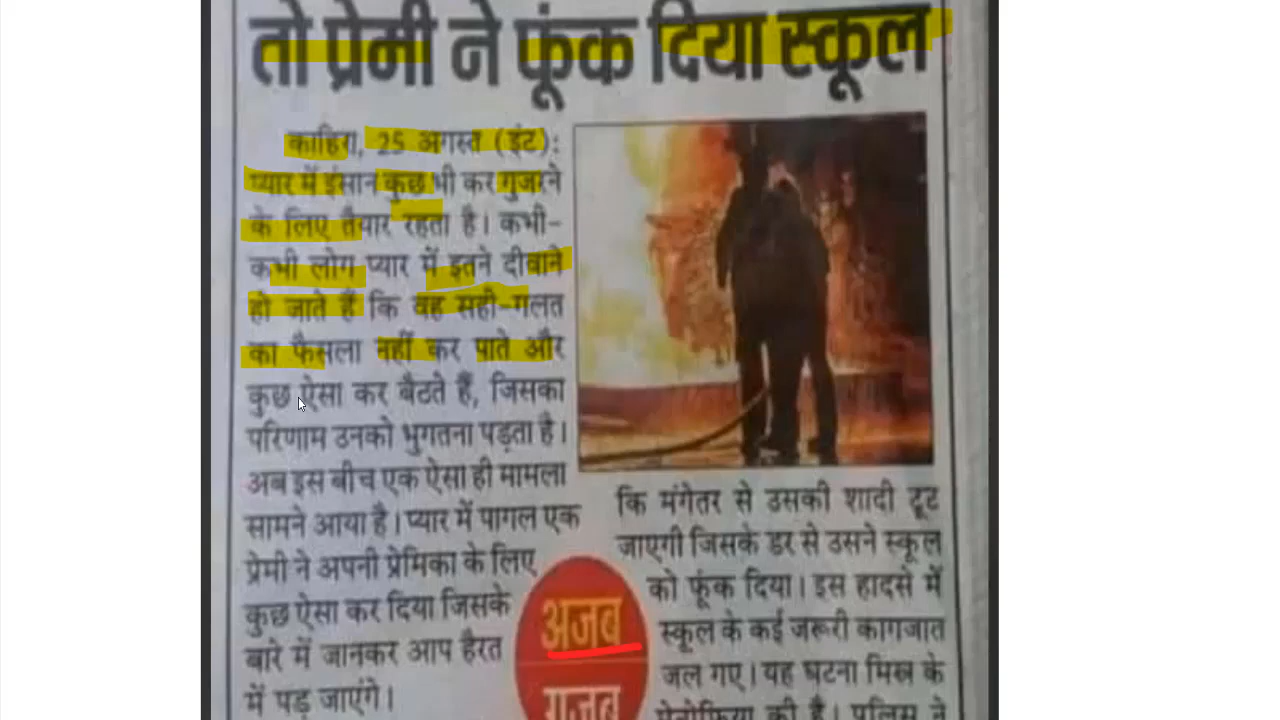 तो प्रेमी ने फूंक दिया स्कूल
काहिरा, 25 अगस्त (इंट):
प्यार में इंसान कुछ भी कर गुजरने
के लिए तैयार रहता है। कभी-
कभी लोग प्यार में इतने दीवाने
हो जाते हैं कि वह सही-गलत
का फैसला नहीं कर पाते और
कुछ ऐसा कर बैठते हैं, जिसका
परिणाम उनको भुगतना पड़ता है।
अब इस बीच एक ऐसा ही मामला
सामने आया है। प्यार में पागल एक
प्रेमी ने अपनी प्रेमिका के लिए
कुछ ऐसा कर दिया जिसके
बारे में जानकर आप हैरत
में पड़ जाएंगे।
अजब
गजब
कि मंगेतर से उसकी शादी टूट
जाएगी जिसके डर से उसने स्कूल
को फूंक दिया। इस हादसे में
स्कूल के कई जरूरी कागजात
जल गए। यह घटना मिस्र के
की है। पुलिस ने